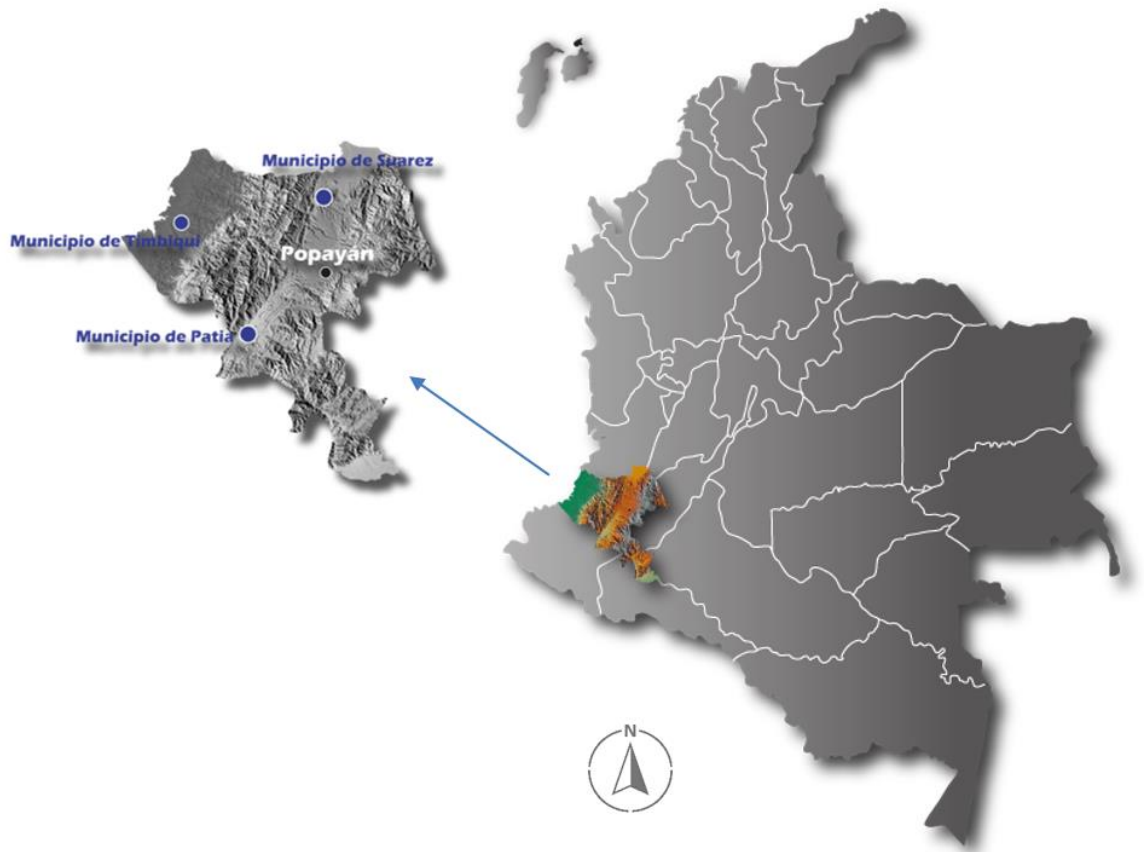 Municipio de Suarez
Municipio de Timbiqui
Popayán
Municipio de Patia
N